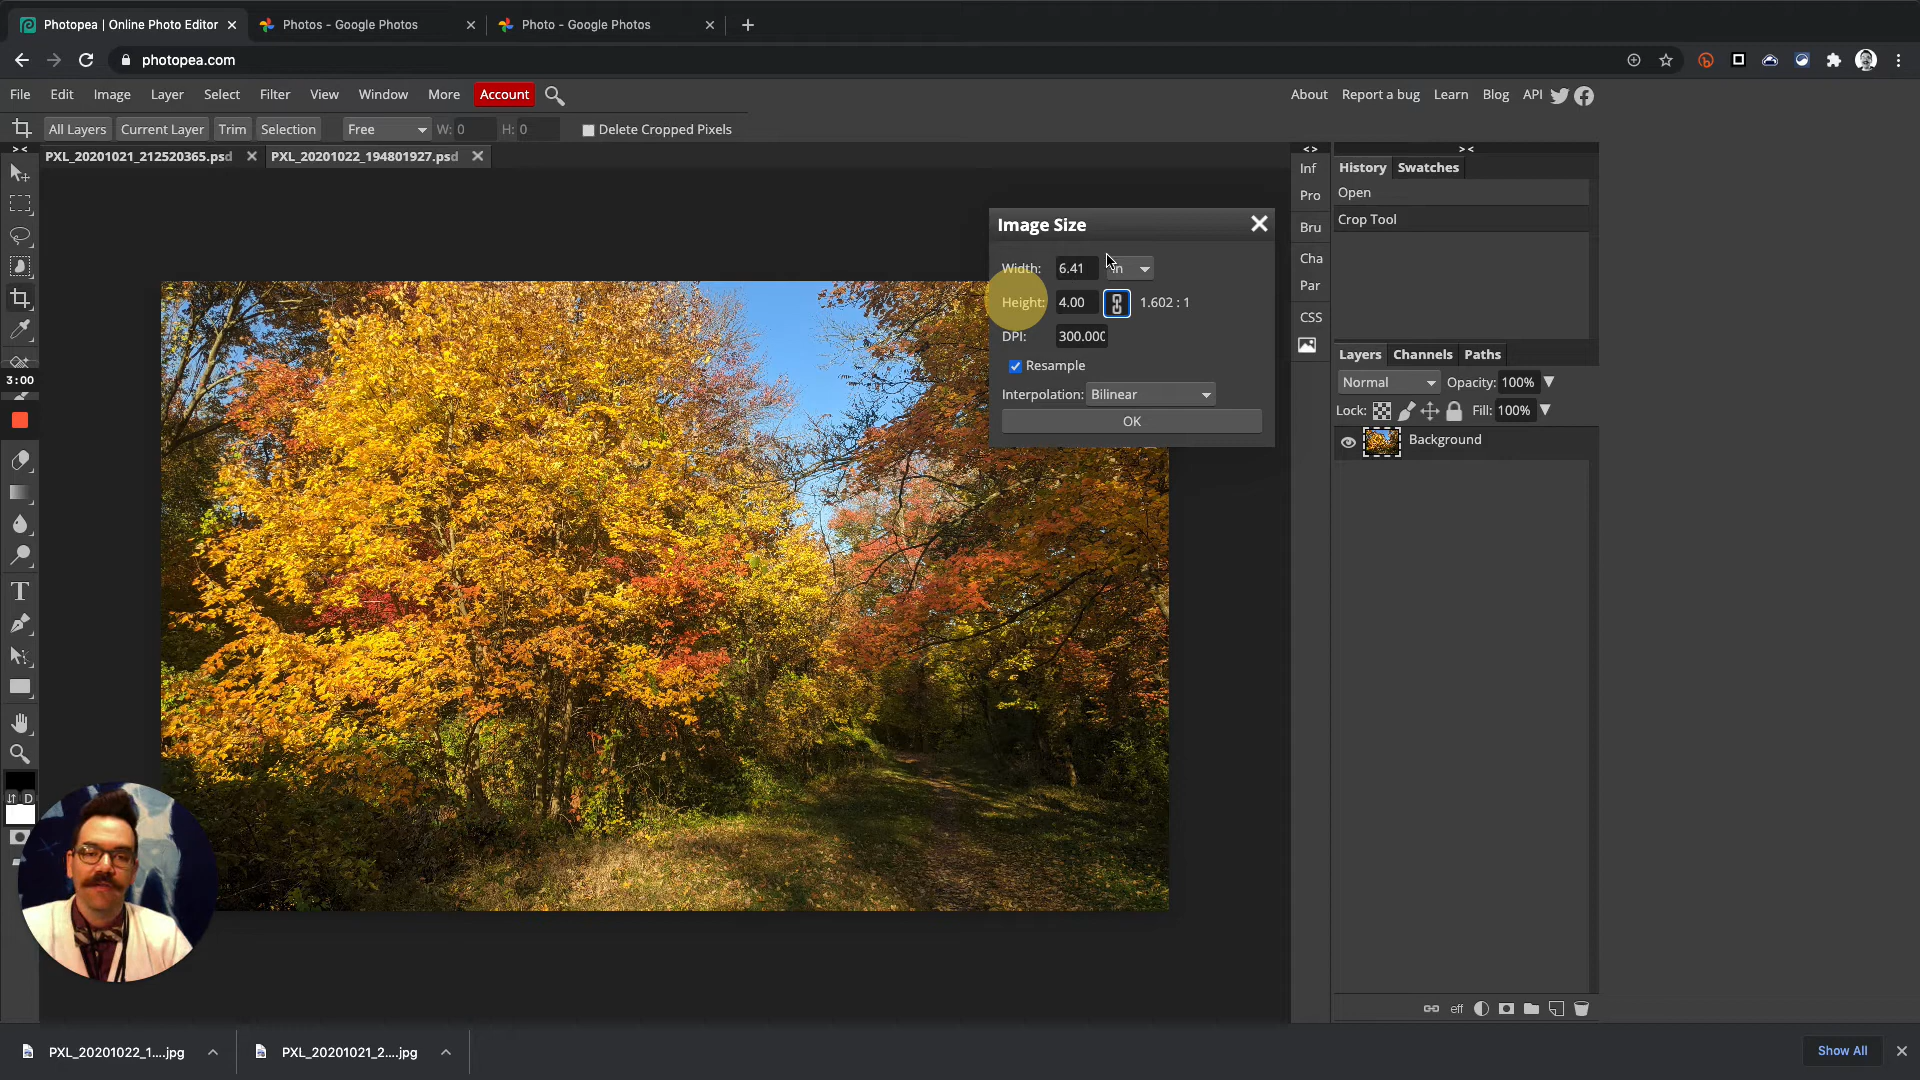 Photopea | Online Photo Editor
Photos - Google Photos
Photo - Google Photos
photopea.com
File Edit Image Layer Select Filter View Window More Account
About Report a bug Learn Blog API
All Layers Current Layer Trim Selection Free W: 0 H: 0 Delete Cropped Pixels
PXL_20201021_212520365.psd
PXL_20201022_194801927.psd
Inf
Pro
Bru
Cha
Par
CSS
History Swatches
Open
Crop Tool
Image Size
Width: 6.41 in
Height: 4.00 1.602 : 1
DPI: 300.000
Resample
Interpolation: Bilinear
OK
Layers Channels Paths
Normal Opacity: 100%
Lock: Fill: 100%
Background
3:00
D
eff
PXL_20201022_1....jpg
PXL_20201021_2....jpg
Show All